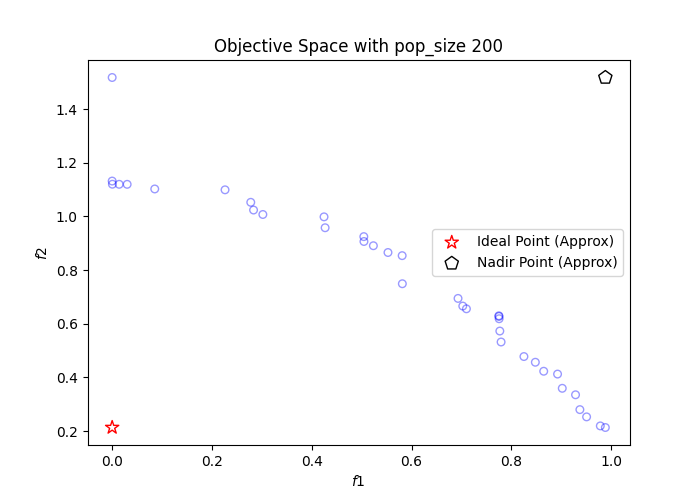 Objective Space with pop_size 200
1.4
1.2
1.0
0.8
0.6
0.4
0.2
f2
Ideal Point (Approx)
Nadir Point (Approx)
0.0 0.2 0.4 0.6 0.8 1.0
f1